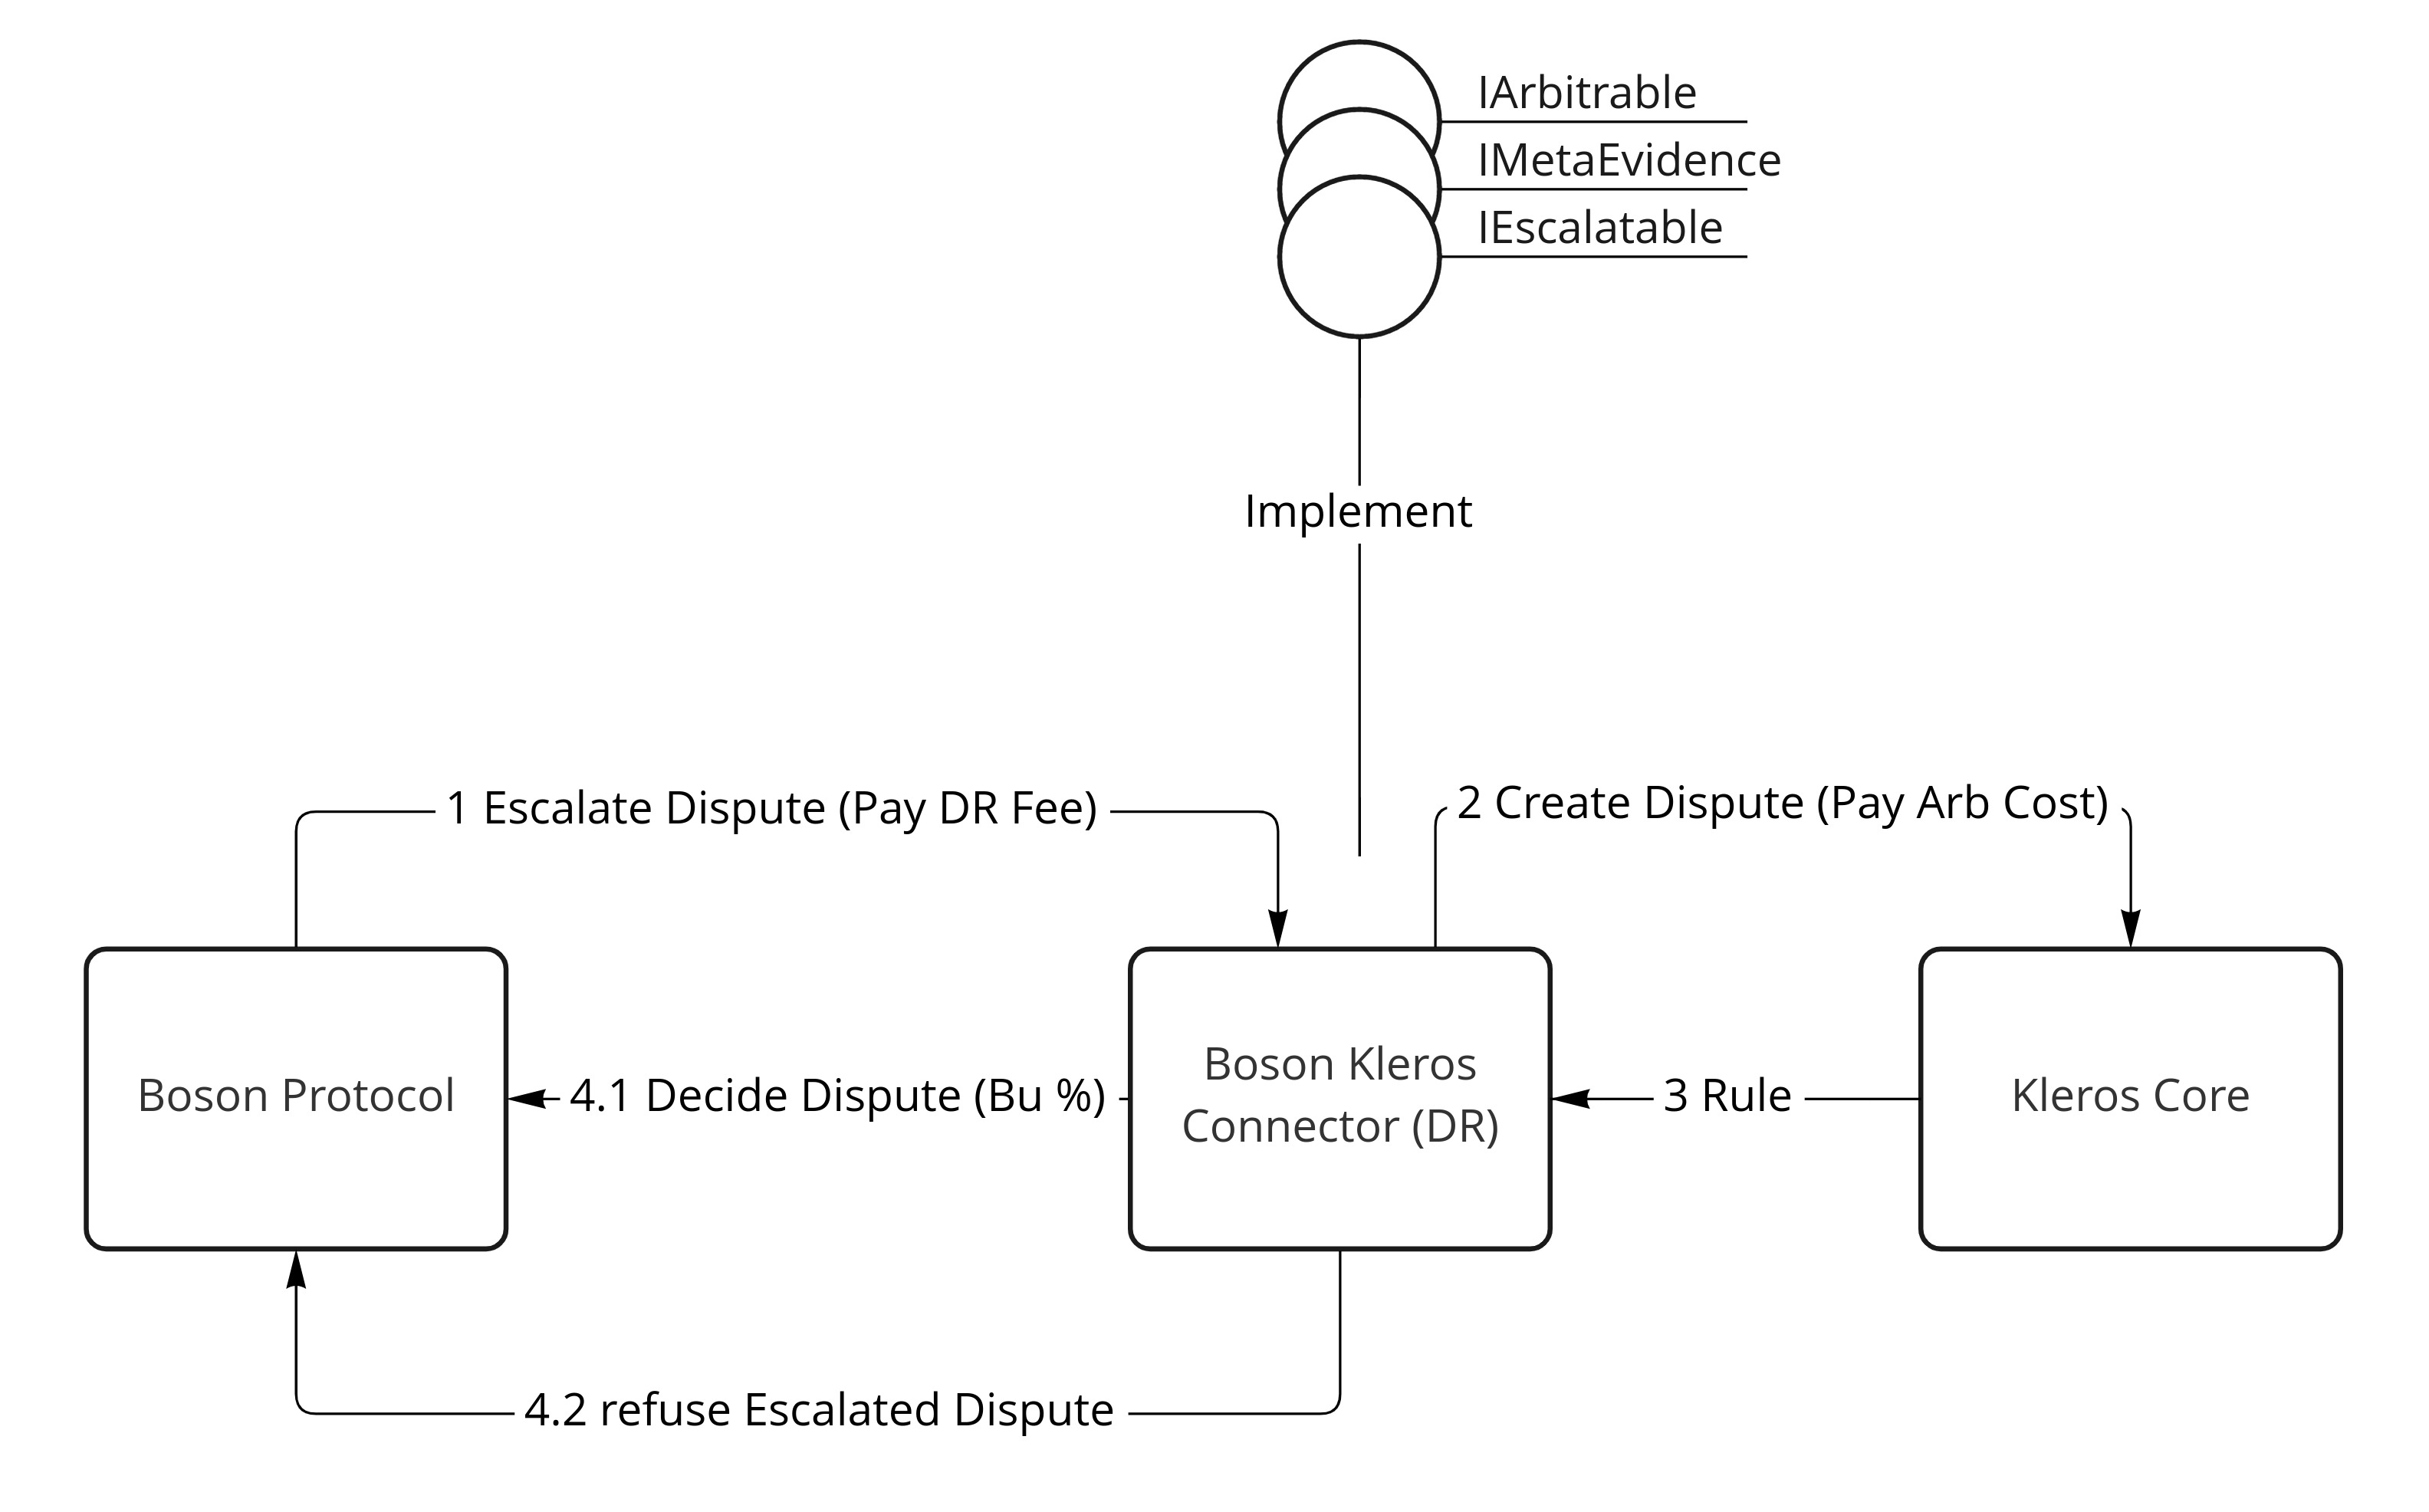 IArbitrable
IMetaEvidence
IEscalatable
Implement
1 Escalate Dispute (Pay DR Fee)
2 Create Dispute (Pay Arb Cost)
Boson Protocol
4.1 Decide Dispute (Bu %)
Boson Kleros
Connector (DR)
3 Rule
Kleros Core
4.2 refuse Escalated Dispute